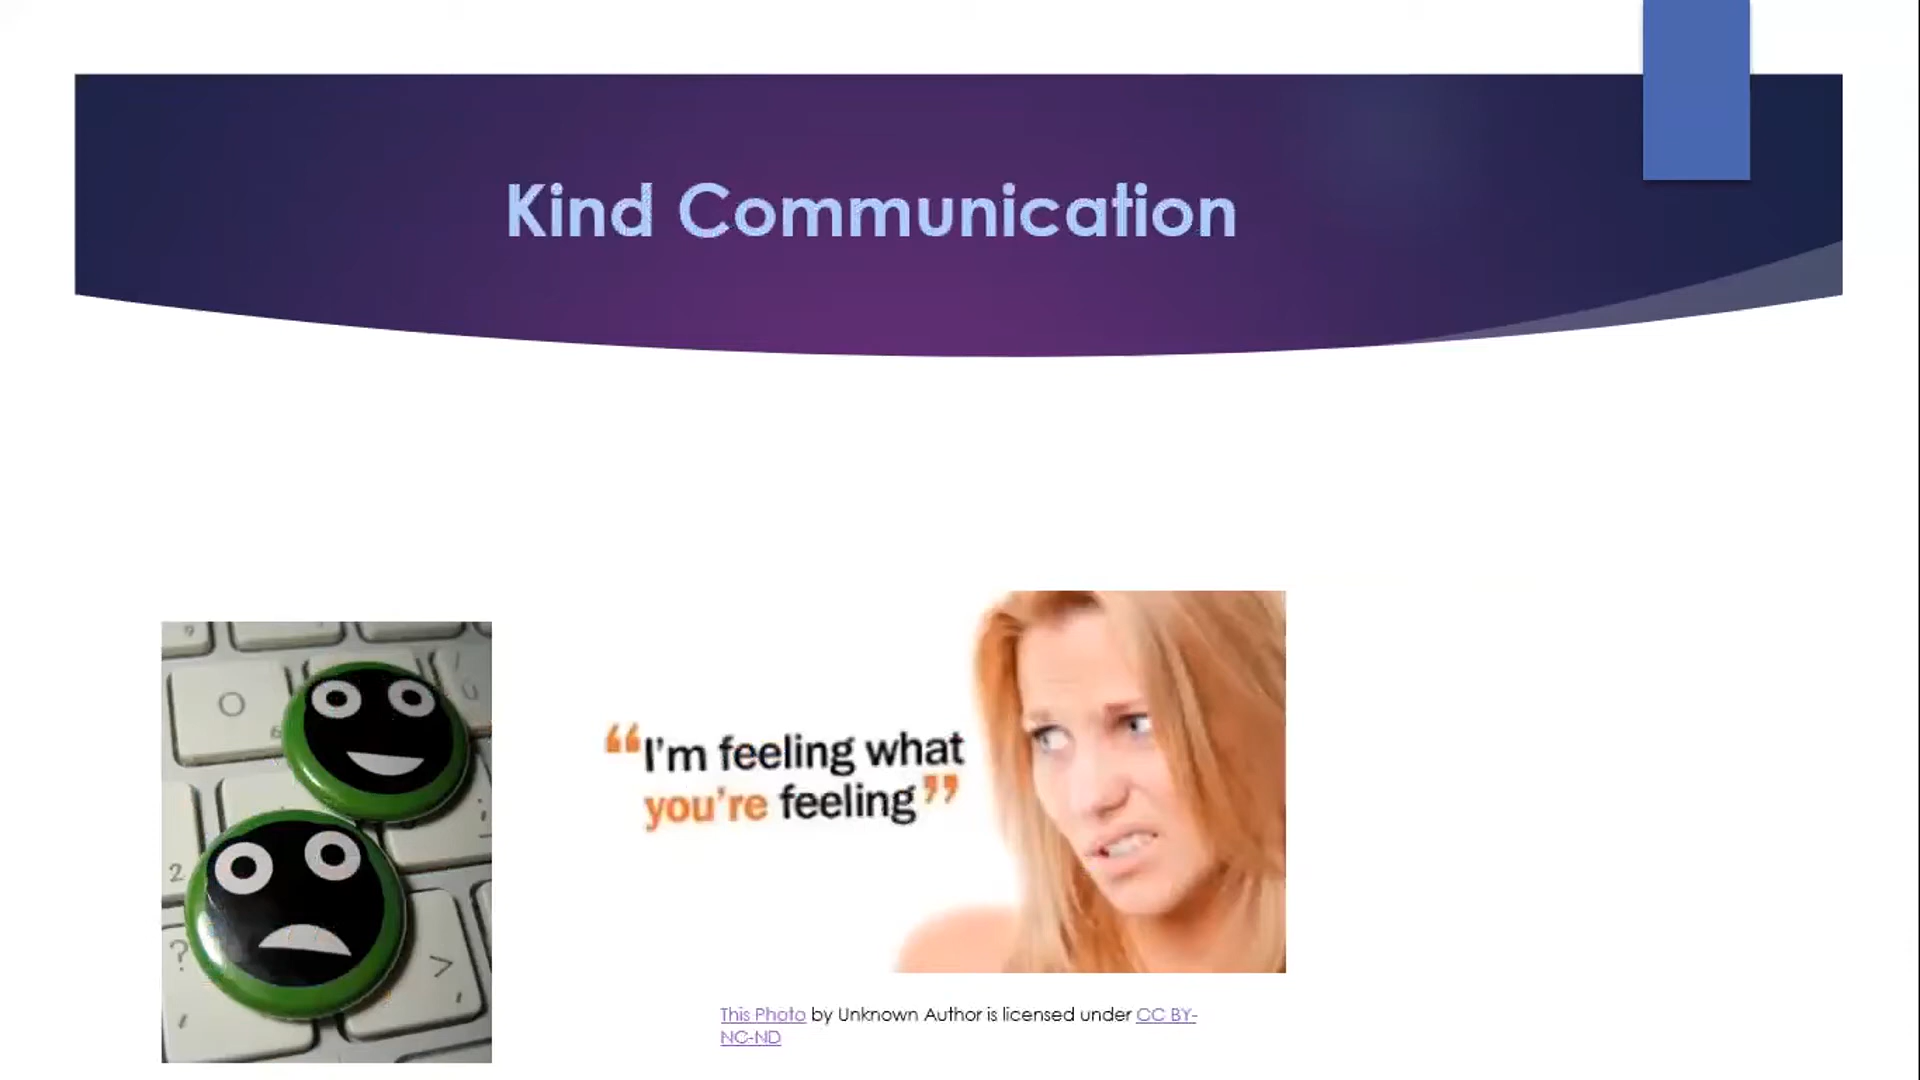 Kind Communication
“I'm feeling what
you're feeling”
O
2
?
>
This Photo by Unknown Author is licensed under CC BY-
NC-ND